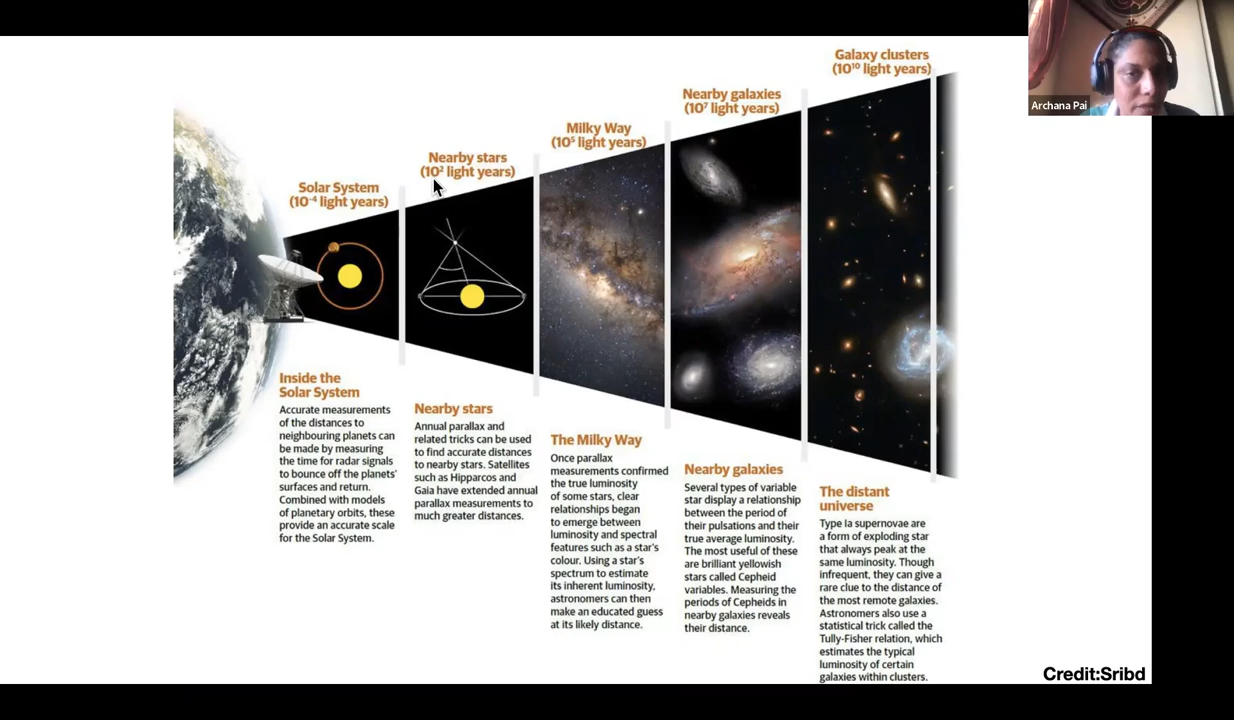 Archana Pai
Solar System
(10⁻⁴ light years)
Nearby stars
(10² light years)
Milky Way
(10⁵ light years)
Nearby galaxies
(10⁷ light years)
Galaxy clusters
(10¹⁰ light years)
Inside the
Solar System
Accurate measurements
of the distances to
neighbouring planets can
be made by measuring
the time for radar signals
to bounce off the planets'
surfaces and return.
Combined with models
of planetary orbits, these
provide an accurate scale
for the Solar System.
Nearby stars
Annual parallax and
related tricks can be used
to find accurate distances
to nearby stars. Satellites
such as Hipparcos and
Gaia have extended annual
parallax measurements to
much greater distances.
The Milky Way
Once parallax
measurements confirmed
the true luminosity
of some stars, clear
relationships began
to emerge between
luminosity and spectral
features such as a star's
colour. Using a star's
spectrum to estimate
its inherent luminosity,
astronomers can then
make an educated guess
at its likely distance.
Nearby galaxies
Several types of variable
star display a relationship
between the period of
their pulsations and their
true average luminosity.
The most useful of these
are brilliant yellowish
stars called Cepheid
variables. Measuring the
periods of Cepheids in
nearby galaxies reveals
their distance.
The distant
universe
Type Ia supernovae are
a form of exploding star
that always peak at the
same luminosity. Though
infrequent, they can give a
rare clue to the distance of
the most remote galaxies.
Astronomers also use a
statistical trick called the
Tully-Fisher relation, which
estimates the typical
luminosity of certain
galaxies within clusters.
Credit:Sribd